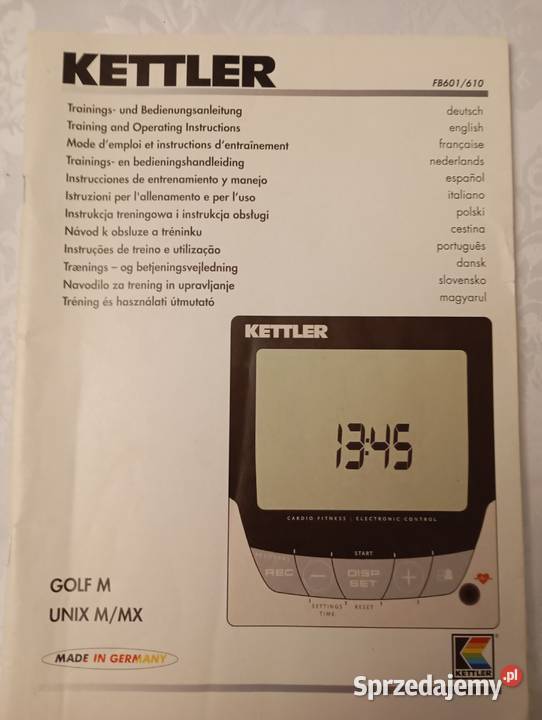 KETTLER
FB601/610
Trainings- und Bedienungsanleitung deutsch
Training and Operating Instructions english
Mode d'emploi et instructions d'entraînement française
Trainings- en bedieningshandleiding nederlands
Instrucciones de entrenamiento y manejo español
Istruzioni per l'allenamento e per l'uso italiano
Instrukcja treningowa i instrukcja obsługi polski
Návod k obsluze a tréninku cestina
Instruções de treino e utilização português
Trænings – og betjeningsvejledning dansk
Navodilo za trening in upravljanje slovensko
Tréning és használati útmutató magyarul
KETTLER
13:45
CARDIO FITNESS : ELECTRONIC CONTROL
START
REC − DISP SET +
SETTINGS RESET
TIME
GOLF M
UNIX M/MX
MADE IN GERMANY
KETTLER
Sprzedajemy.pl